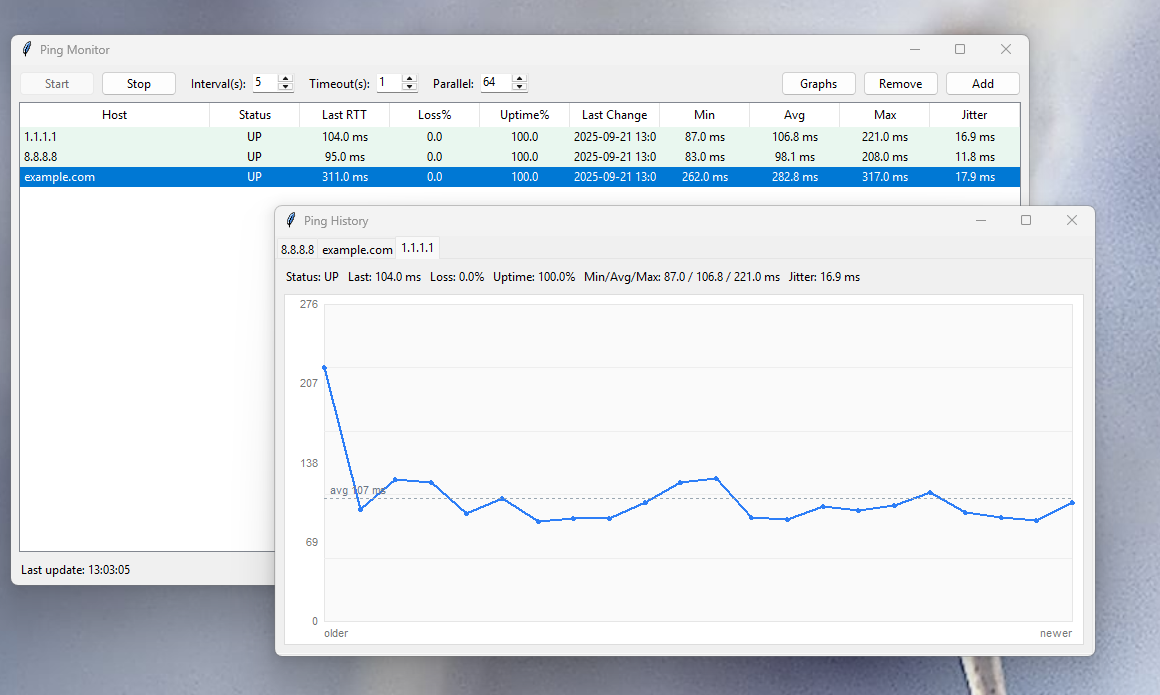 Ping Monitor
Start Stop Interval(s): 5 Timeout(s): 1 Parallel: 64 Graphs Remove Add
Host Status Last RTT Loss% Uptime% Last Change Min Avg Max Jitter
1.1.1.1 UP 104.0 ms 0.0 100.0 2025-09-21 13:0 87.0 ms 106.8 ms 221.0 ms 16.9 ms
8.8.8.8 UP 95.0 ms 0.0 100.0 2025-09-21 13:0 83.0 ms 98.1 ms 208.0 ms 11.8 ms
example.com UP 311.0 ms 0.0 100.0 2025-09-21 13:0 262.0 ms 282.8 ms 317.0 ms 17.9 ms
Last update: 13:03:05
Ping History
8.8.8.8 example.com 1.1.1.1
Status: UP Last: 104.0 ms Loss: 0.0% Uptime: 100.0% Min/Avg/Max: 87.0 / 106.8 / 221.0 ms Jitter: 16.9 ms
276
207
138
avg 107 ms
69
0
older newer